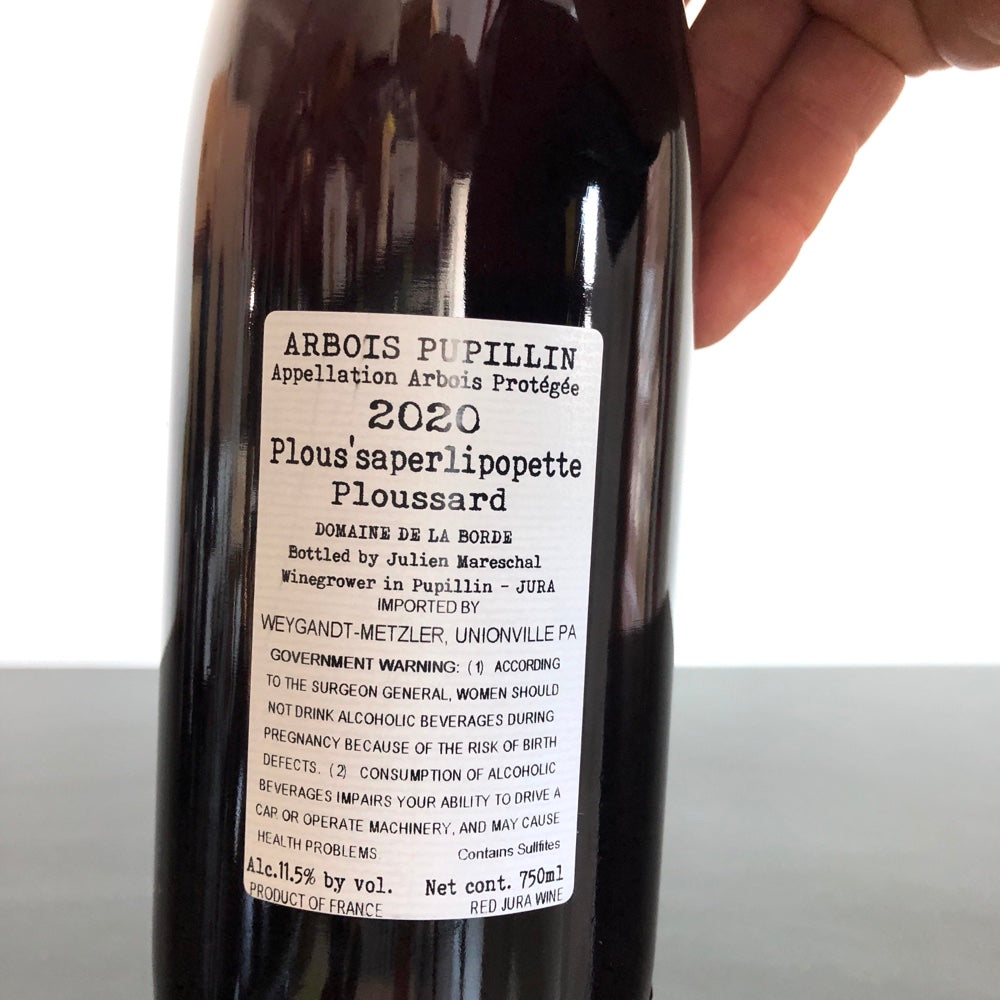 ARBOIS PUPILLIN
Appellation Arbois Protégée
2020
Plous'saperlipopette
Ploussard
DOMAINE DE LA BORDE
Bottled by Julien Mareschal
Winegrower in Pupillin - JURA
IMPORTED BY
WEYGANDT-METZLER, UNIONVILLE PA
GOVERNMENT WARNING: (1) ACCORDING
TO THE SURGEON GENERAL, WOMEN SHOULD
NOT DRINK ALCOHOLIC BEVERAGES DURING
PREGNANCY BECAUSE OF THE RISK OF BIRTH
DEFECTS. (2) CONSUMPTION OF ALCOHOLIC
BEVERAGES IMPAIRS YOUR ABILITY TO DRIVE A
CAR OR OPERATE MACHINERY, AND MAY CAUSE
HEALTH PROBLEMS. Contains Sulfites
Alc.11.5% by vol. Net cont. 750ml
PRODUCT OF FRANCE RED JURA WINE